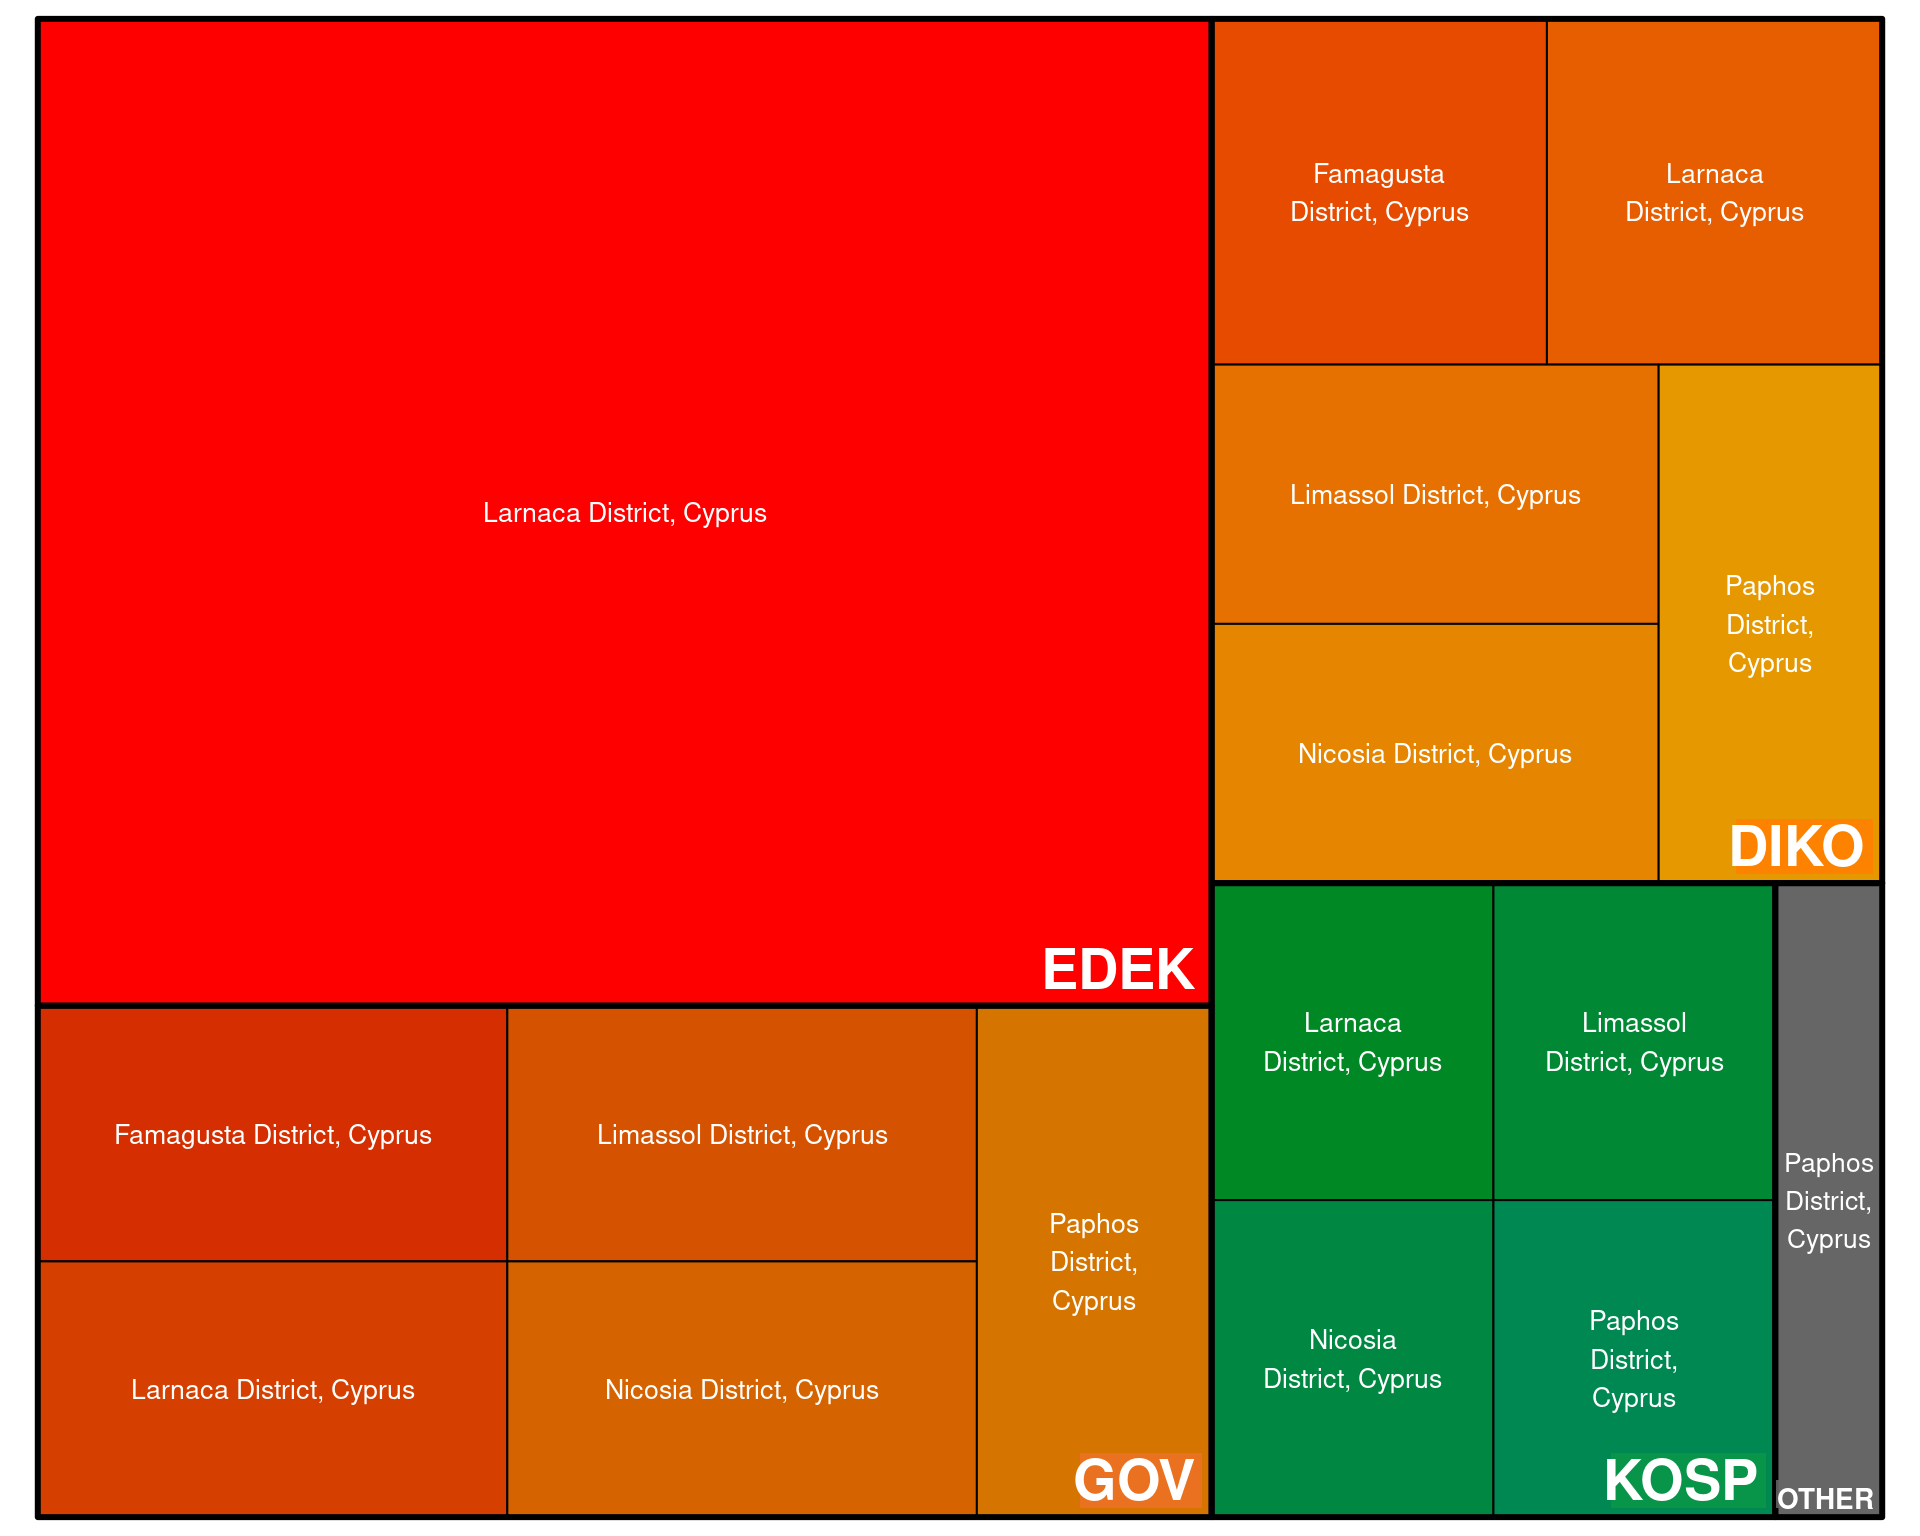 Larnaca District, Cyprus
EDEK
Famagusta
District, Cyprus
Larnaca
District, Cyprus
Limassol District, Cyprus
Nicosia District, Cyprus
Paphos
District,
Cyprus
DIKO
Famagusta District, Cyprus
Limassol District, Cyprus
Larnaca District, Cyprus
Nicosia District, Cyprus
Paphos
District,
Cyprus
GOV
Larnaca
District, Cyprus
Limassol
District, Cyprus
Nicosia
District, Cyprus
Paphos
District,
Cyprus
KOSP
Paphos
District,
Cyprus
OTHER